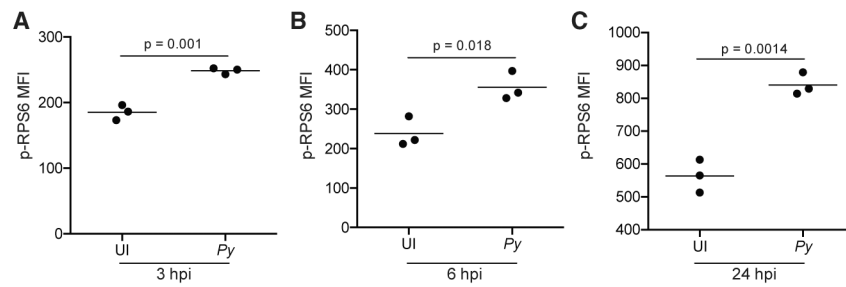 A
p-RPS6 MFI
300
200
100
0
p = 0.001
UI
Py
3 hpi
B
p-RPS6 MFI
500
400
300
200
100
0
p = 0.018
UI
Py
6 hpi
C
p-RPS6 MFI
1000
900
800
700
600
500
400
p = 0.0014
UI
Py
24 hpi